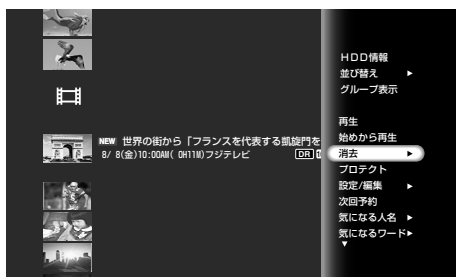 HDD情報
並び替え ▶
グループ表示
再生
始めから再生
NEW 世界の街から「フランスを代表する凱旋門を
8/ 8(金)10:00AM( 0H11M)フジテレビ DR
消去 ▶
プロテクト
設定/編集 ▶
次回予約
気になる人名 ▶
気になるワード▶
▼